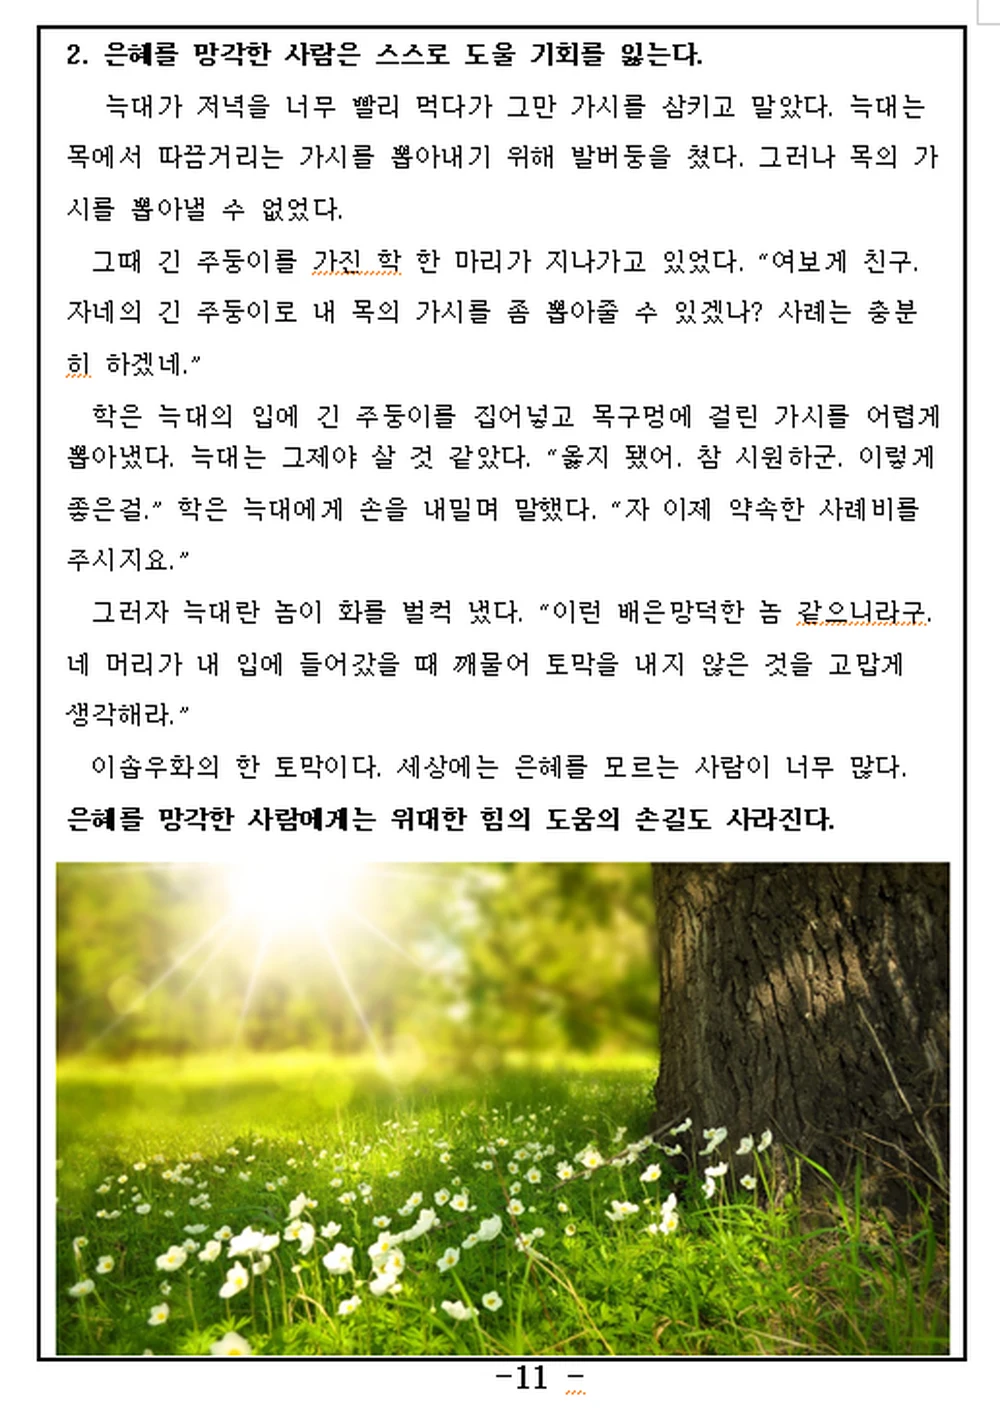 2. 은혜를 망각한 사람은 스스로 도울 기회를 잃는다.
늑대가 저녁을 너무 빨리 먹다가 그만 가시를 삼키고 말았다. 늑대는
목에서 따끔거리는 가시를 뽑아내기 위해 발버둥을 쳤다. 그러나 목의 가
시를 뽑아낼 수 없었다.
그때 긴 주둥이를 가진 학 한 마리가 지나가고 있었다. “여보게 친구.
자네의 긴 주둥이로 내 목의 가시를 좀 뽑아줄 수 있겠나? 사례는 충분
히 하겠네.”
학은 늑대의 입에 긴 주둥이를 집어넣고 목구멍에 걸린 가시를 어렵게
뽑아냈다. 늑대는 그제야 살 것 같았다. “옳지 됐어. 참 시원하군. 이렇게
좋은걸.” 학은 늑대에게 손을 내밀며 말했다. “자 이제 약속한 사례비를
주시지요.”
그러자 늑대란 놈이 화를 벌컥 냈다. “이런 배은망덕한 놈 같으니라구.
네 머리가 내 입에 들어갔을 때 깨물어 토막을 내지 않은 것을 고맙게
생각해라.”
이솝우화의 한 토막이다. 세상에는 은혜를 모르는 사람이 너무 많다.
은혜를 망각한 사람에게는 위대한 힘의 도움의 손길도 사라진다.
-11 -